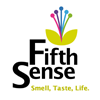 Fifth
Sense
Smell, Taste, Life.